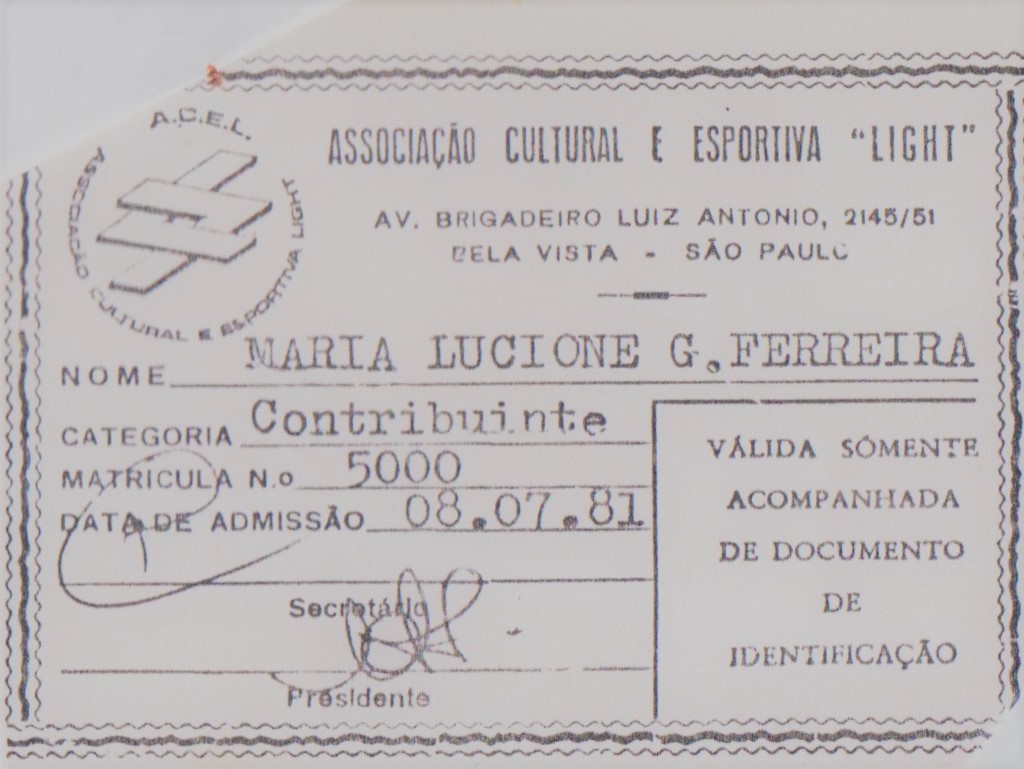 A.C.E.L.
ASSOCIAÇÃO CULTURAL E ESPORTIVA LIGHT
ASSOCIAÇÃO CULTURAL E ESPORTIVA "LIGHT"
AV. BRIGADEIRO LUIZ ANTONIO, 2145/51
BELA VISTA - SÃO PAULO
NOME MARIA LUCIONE G.FERREIRA
CATEGORIA Contribuinte
MATRICULA N.o 5000
DATA DE ADMISSÃO 08.07.81
Secretário
Presidente
VÁLIDA SÓMENTE
ACOMPANHADA
DE DOCUMENTO
DE
IDENTIFICAÇÃO